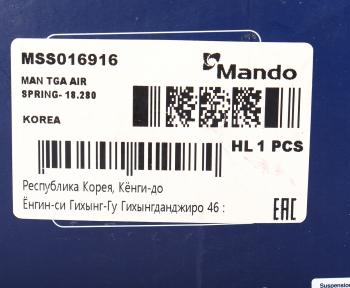 MSS016916
Mando
MAN TGA AIR
SPRING- 18.280
KOREA
HL 1 PCS
Республика Корея, Кёнги-до
Ёнгин-си Гихынг-Гу Гихынгданджиро 46 :
EAC
Suspension